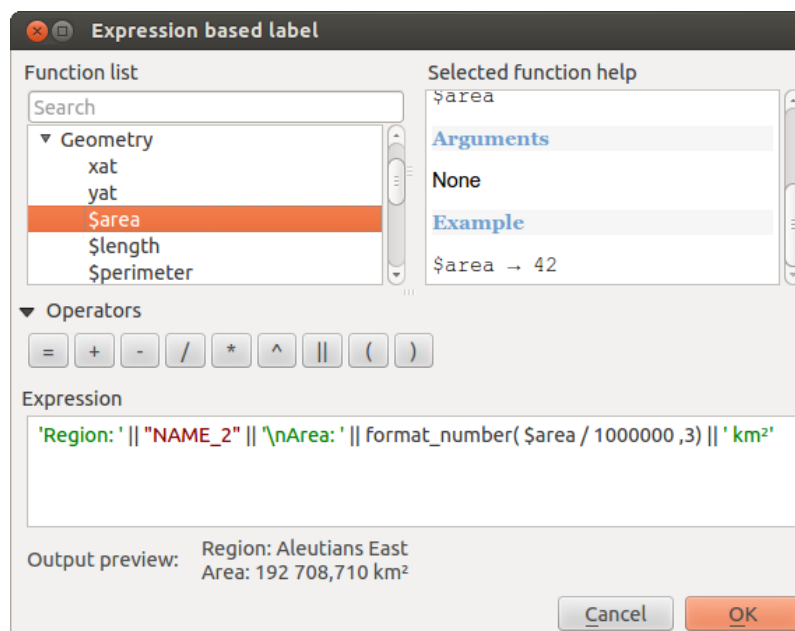 Expression based label
Function list
Selected function help
Search
$area
Geometry
Arguments
xat
None
yat
$area
Example
$length
$perimeter
$area → 42
Operators
= + - / * ^ || ( )
Expression
'Region: ' || "NAME_2" || '\nArea: ' || format_number( $area / 1000000 ,3) || ' km²'
Output preview:
Region: Aleutians East
Area: 192 708,710 km²
Cancel
OK